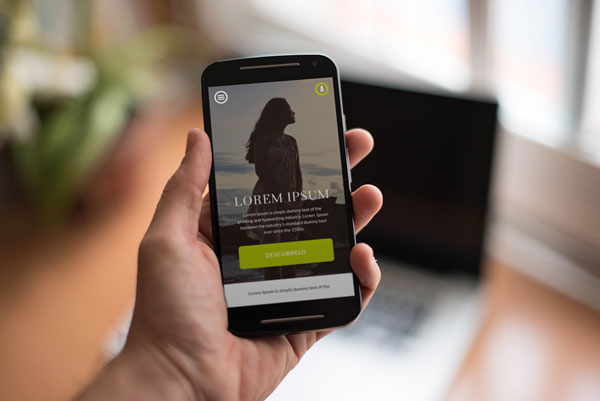 LOREM IPSUM
Lorem Ipsum is simply dummy text of the
printing and typesetting industry. Lorem Ipsum
has been the industry's standard dummy text
ever since the 1500s,
DESCÚBRELO
Lorem Ipsum is simply dummy text of the